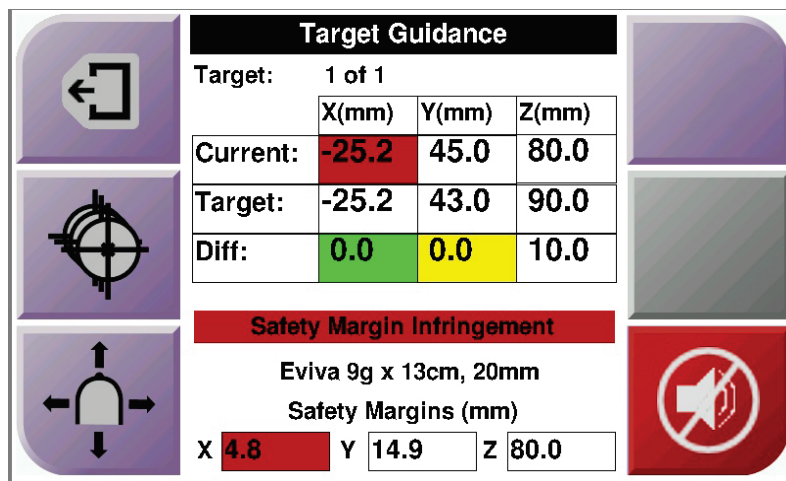 Target Guidance
Target: 1 of 1
X(mm) Y(mm) Z(mm)
Current: -25.2 45.0 80.0
Target: -25.2 43.0 90.0
Diff: 0.0 0.0 10.0
Safety Margin Infringement
Eviva 9g x 13cm, 20mm
Safety Margins (mm)
X 4.8 Y 14.9 Z 80.0